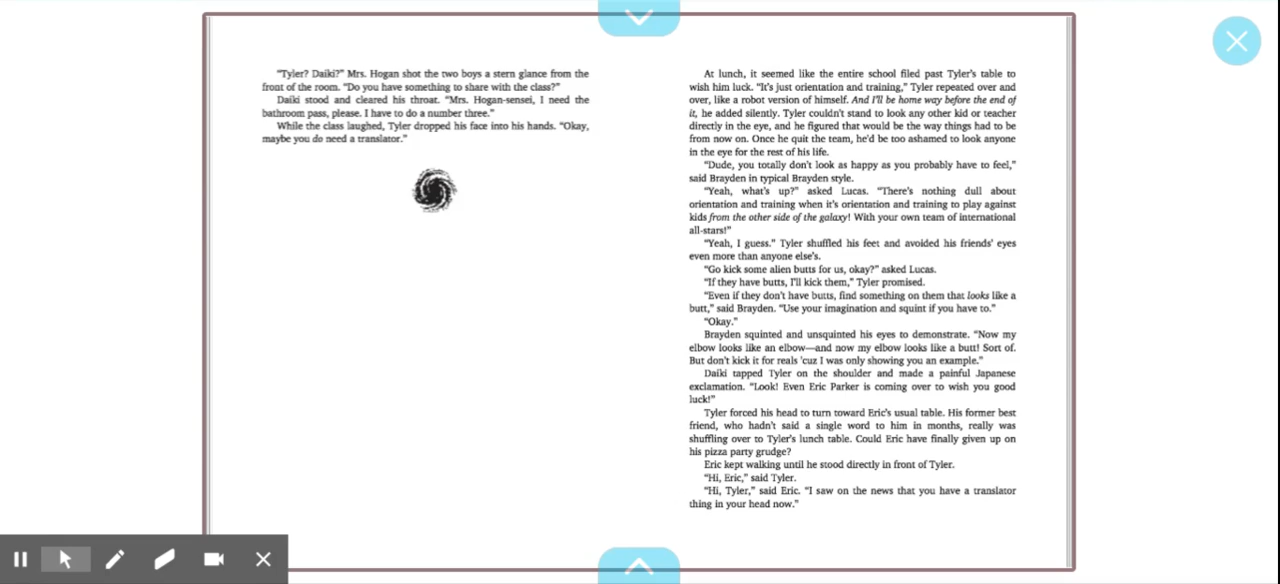 "Tyler? Daiki?" Mrs. Hogan shot the two boys a stern glance from the
front of the room. "Do you have something to share with the class?"
Daiki stood and cleared his throat. "Mrs. Hogan-sensei, I need the
bathroom pass, please. I have to do a number three."
While the class laughed, Tyler dropped his face into his hands. "Okay,
maybe you do need a translator."
At lunch, it seemed like the entire school filed past Tyler's table to
wish him luck. "It's just orientation and training," Tyler repeated over and
over, like a robot version of himself. And I'll be home way before the end of
it, he added silently. Tyler couldn't stand to look any other kid or teacher
directly in the eye, and he figured that would be the way things had to be
from now on. Once he quit the team, he'd be too ashamed to look anyone
in the eye for the rest of his life.
"Dude, you totally don't look as happy as you probably have to feel,"
said Brayden in typical Brayden style.
"Yeah, what's up?" asked Lucas. "There's nothing dull about
orientation and training when it's orientation and training to play against
kids from the other side of the galaxy! With your own team of international
all-stars!"
"Yeah, I guess." Tyler shuffled his feet and avoided his friends' eyes
even more than anyone else's.
"Go kick some alien butts for us, okay?" asked Lucas.
"If they have butts, I'll kick them," Tyler promised.
"Even if they don't have butts, find something on them that looks like a
butt," said Brayden. "Use your imagination and squint if you have to."
"Okay."
Brayden squinted and unsquinted his eyes to demonstrate. "Now my
elbow looks like an elbow—and now my elbow looks like a butt! Sort of.
But don't kick it for reals 'cuz I was only showing you an example."
Daiki tapped Tyler on the shoulder and made a painful Japanese
exclamation. "Look! Even Eric Parker is coming over to wish you good
luck!"
Tyler forced his head to turn toward Eric's usual table. His former best
friend, who hadn't said a single word to him in months, really was
shuffling over to Tyler's lunch table. Could Eric have finally given up on
his pizza party grudge?
Eric kept walking until he stood directly in front of Tyler.
"Hi, Eric," said Tyler.
"Hi, Tyler," said Eric. "I saw on the news that you have a translator
thing in your head now."